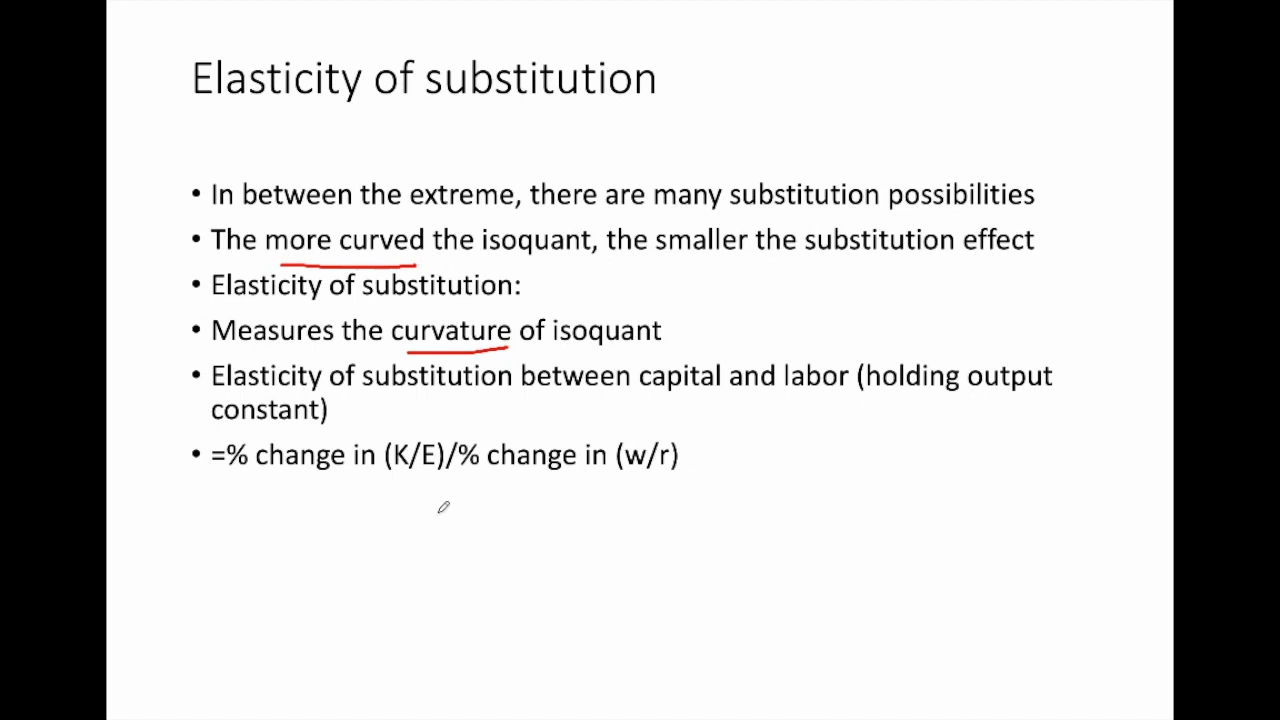 Elasticity of substitution
• In between the extreme, there are many substitution possibilities
• The more curved the isoquant, the smaller the substitution effect
• Elasticity of substitution:
• Measures the curvature of isoquant
• Elasticity of substitution between capital and labor (holding output
constant)
• =% change in (K/E)/% change in (w/r)